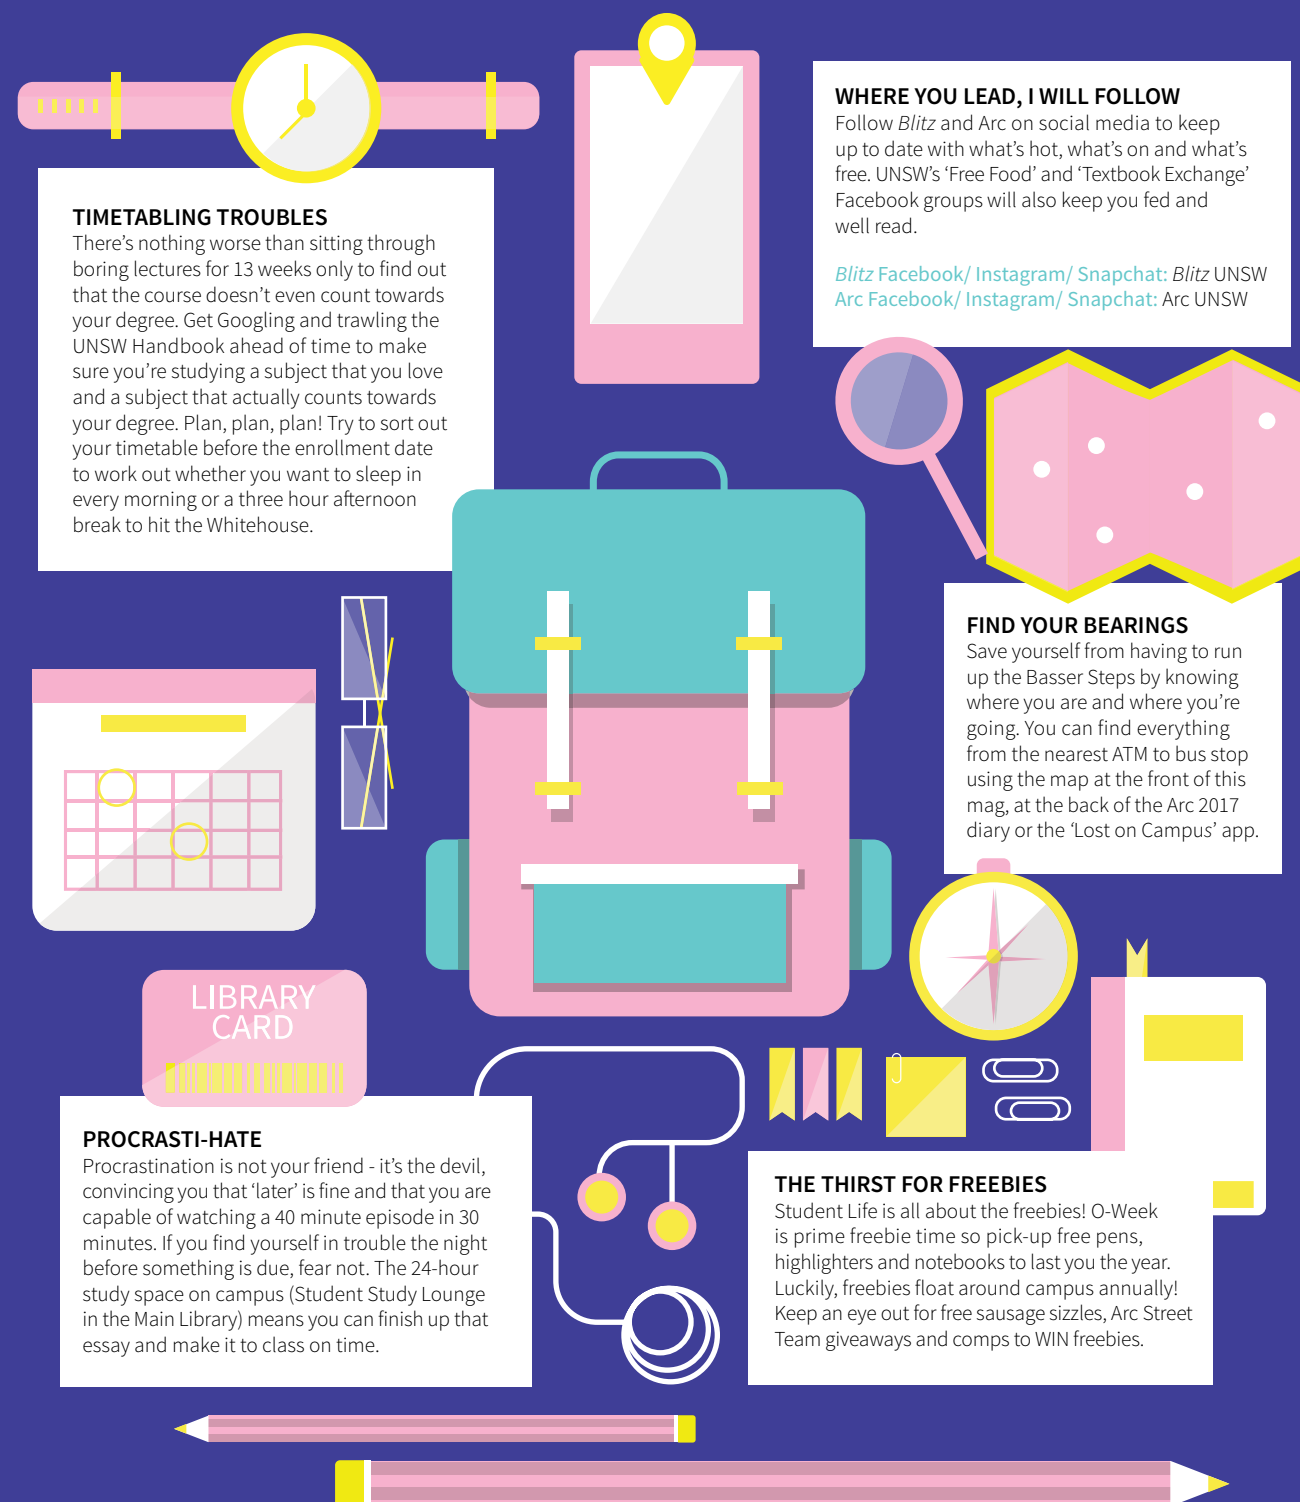 TIMETABLING TROUBLES
There's nothing worse than sitting through
boring lectures for 13 weeks only to find out
that the course doesn't even count towards
your degree. Get Googling and trawling the
UNSW Handbook ahead of time to make
sure you're studying a subject that you love
and a subject that actually counts towards
your degree. Plan, plan, plan! Try to sort out
your timetable before the enrollment date
to work out whether you want to sleep in
every morning or a three hour afternoon
break to hit the Whitehouse.
WHERE YOU LEAD, I WILL FOLLOW
Follow Blitz and Arc on social media to keep
up to date with what's hot, what's on and what's
free. UNSW's 'Free Food' and 'Textbook Exchange'
Facebook groups will also keep you fed and
well read.
Blitz Facebook/ Instagram/ Snapchat: Blitz UNSW
Arc Facebook/ Instagram/ Snapchat: Arc UNSW
FIND YOUR BEARINGS
Save yourself from having to run
up the Basser Steps by knowing
where you are and where you're
going. You can find everything
from the nearest ATM to bus stop
using the map at the front of this
mag, at the back of the Arc 2017
diary or the 'Lost on Campus' app.
LIBRARY
CARD
PROCRASTI-HATE
Procrastination is not your friend - it's the devil,
convincing you that 'later' is fine and that you are
capable of watching a 40 minute episode in 30
minutes. If you find yourself in trouble the night
before something is due, fear not. The 24-hour
study space on campus (Student Study Lounge
in the Main Library) means you can finish up that
essay and make it to class on time.
THE THIRST FOR FREEBIES
Student Life is all about the freebies! O-Week
is prime freebie time so pick-up free pens,
highlighters and notebooks to last you the year.
Luckily, freebies float around campus annually!
Keep an eye out for free sausage sizzles, Arc Street
Team giveaways and comps to WIN freebies.